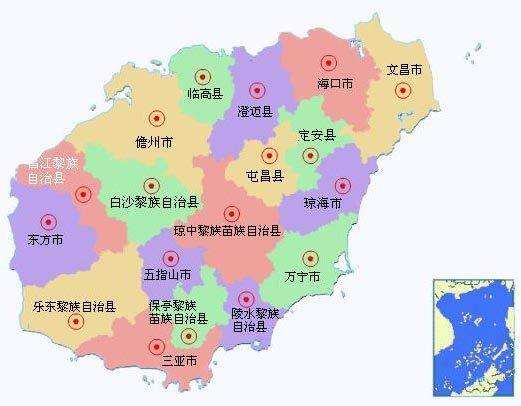 文昌市
海口市
临高县
澄迈县
定安县
儋州市
昌江黎族
自治县
屯昌县
白沙黎族自治县
琼海市
琼中黎族苗族自治县
东方市
五指山市
万宁市
乐东黎族自治县
保亭黎族
苗族自治县
陵水黎族
自治县
三亚市